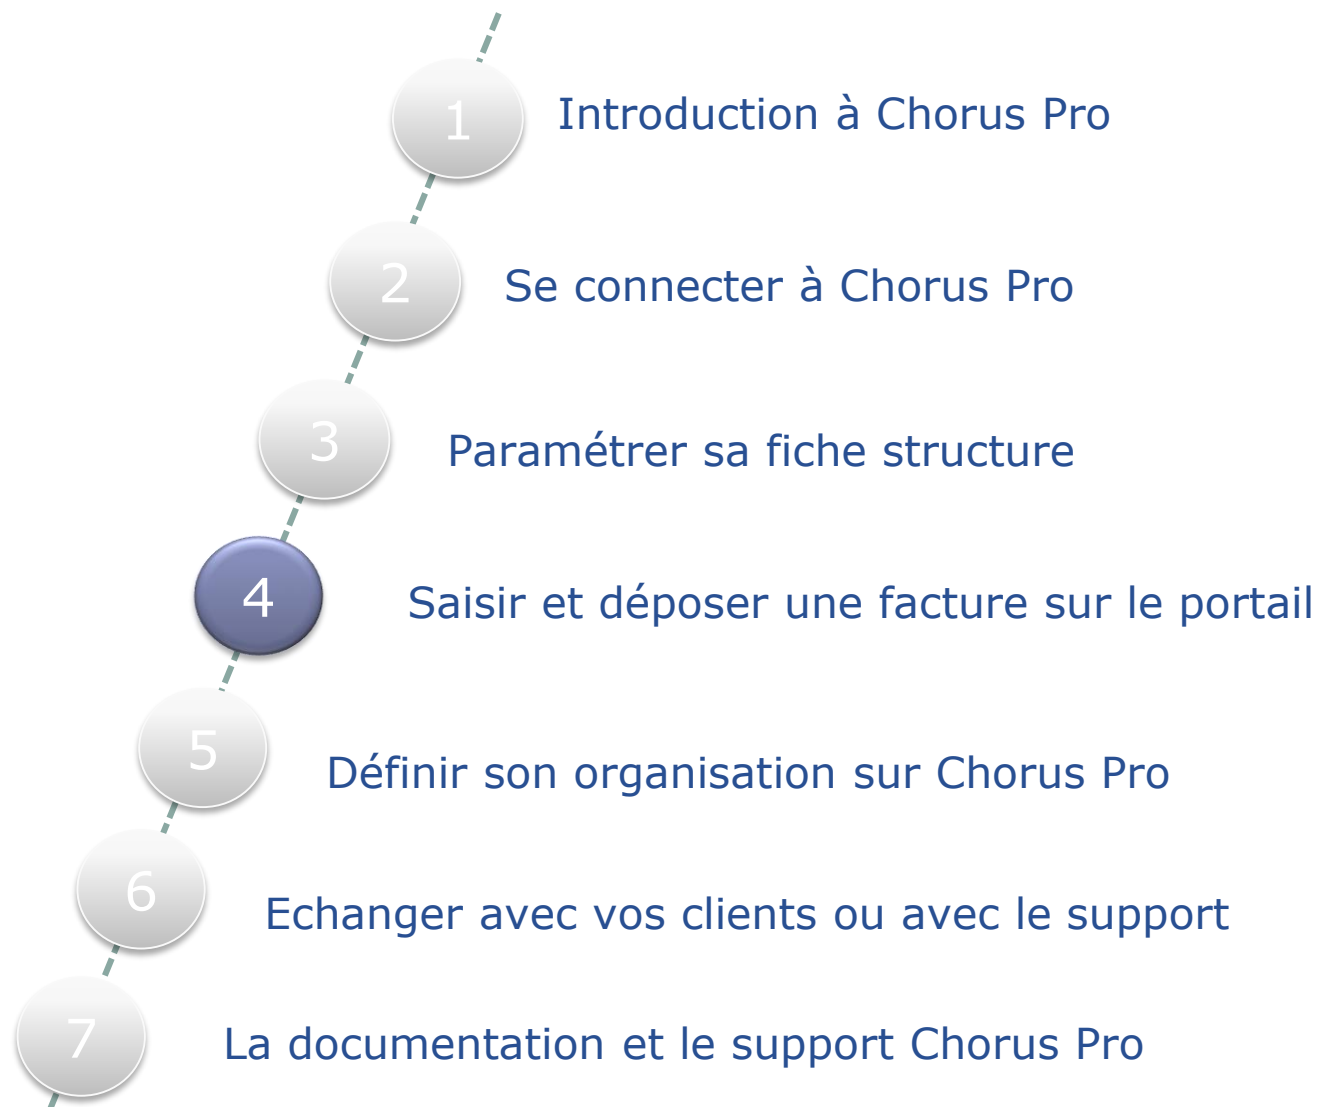 1 Introduction à Chorus Pro
2 Se connecter à Chorus Pro
3 Paramétrer sa fiche structure
4 Saisir et déposer une facture sur le portail
5 Définir son organisation sur Chorus Pro
6 Echanger avec vos clients ou avec le support
7 La documentation et le support Chorus Pro